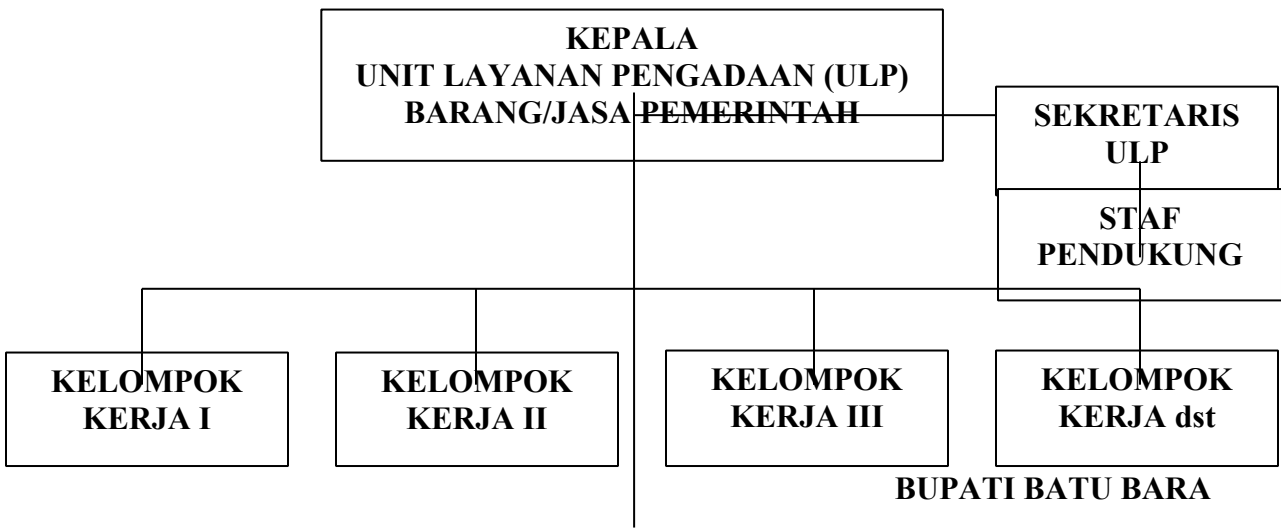 KEPALA
UNIT LAYANAN PENGADAAN (ULP)
BARANG/JASA PEMERINTAH
SEKRETARIS
ULP
STAF
PENDUKUNG
KELOMPOK
KERJA I
KELOMPOK
KERJA II
KELOMPOK
KERJA III
KELOMPOK
KERJA dst
BUPATI BATU BARA